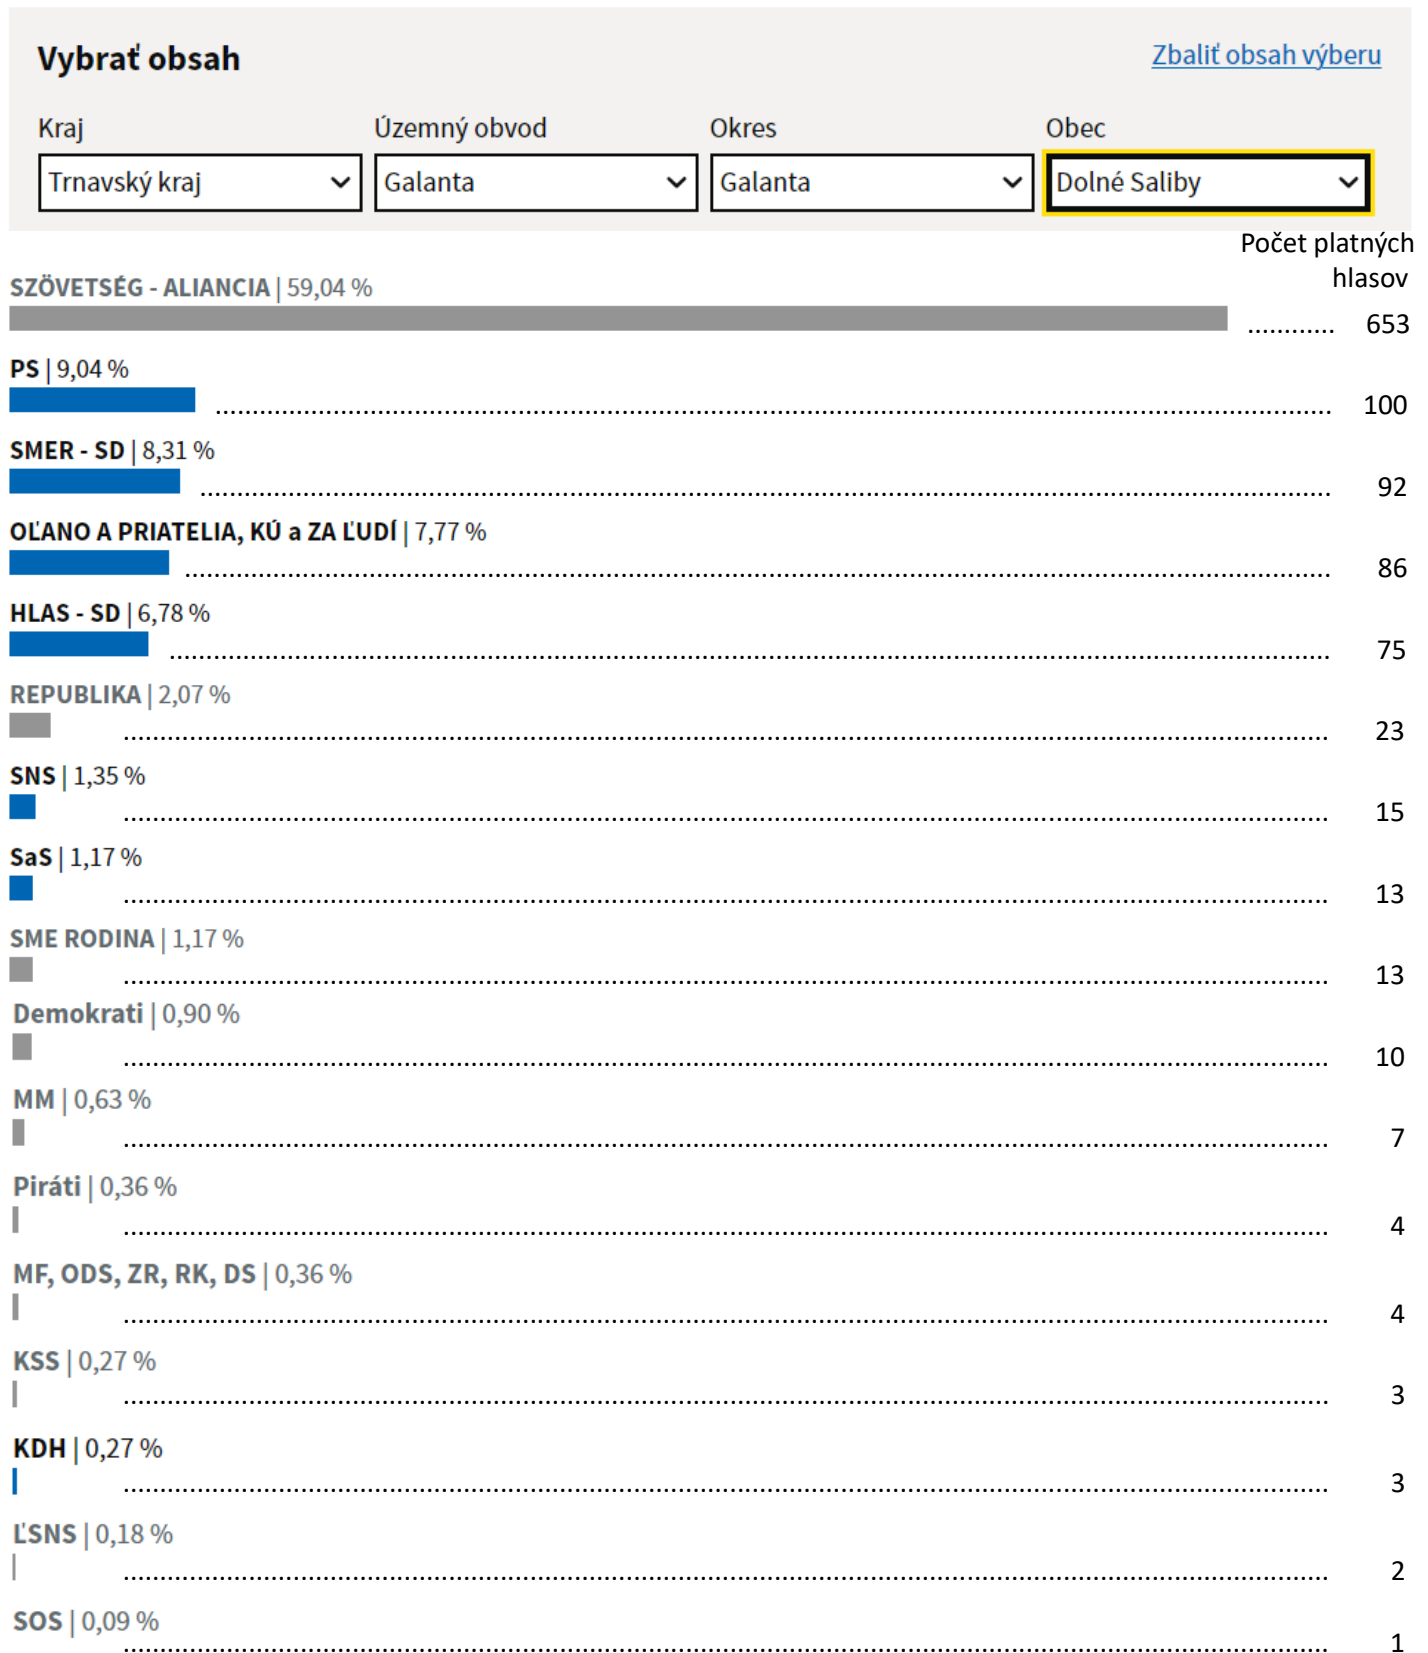 Vybrať obsah
Zbaliť obsah výberu
Kraj Územný obvod Okres Obec
Trnavský kraj Galanta Galanta Dolné Saliby
Počet platných
hlasov
SZÖVETSÉG - ALIANCIA | 59,04 %
............ 653
PS | 9,04 %
100
SMER - SD | 8,31 %
92
OĽANO A PRIATELIA, KÚ a ZA ĽUDÍ | 7,77 %
86
HLAS - SD | 6,78 %
75
REPUBLIKA | 2,07 %
23
SNS | 1,35 %
15
SaS | 1,17 %
13
SME RODINA | 1,17 %
13
Demokrati | 0,90 %
10
MM | 0,63 %
7
Piráti | 0,36 %
4
MF, ODS, ZR, RK, DS | 0,36 %
4
KSS | 0,27 %
3
KDH | 0,27 %
3
ĽSNS | 0,18 %
2
SOS | 0,09 %
1